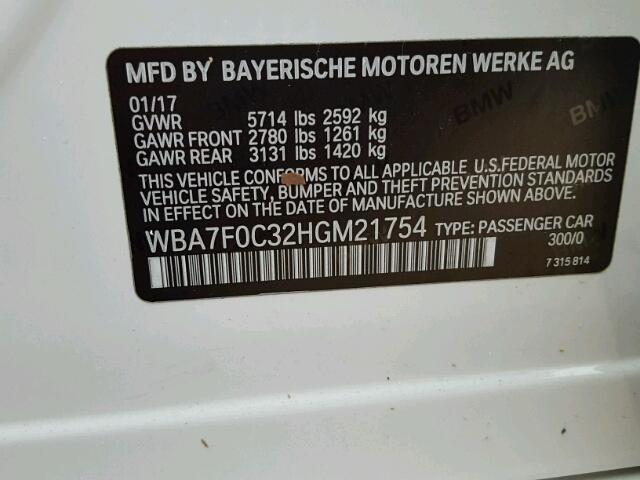 MFD BY BAYERISCHE MOTOREN WERKE AG
01/17
GVWR 5714 lbs 2592 kg
GAWR FRONT 2780 lbs 1261 kg
GAWR REAR 3131 lbs 1420 kg
THIS VEHICLE CONFORMS TO ALL APPLICABLE U.S.FEDERAL MOTOR
VEHICLE SAFETY, BUMPER AND THEFT PREVENTION STANDARDS
IN EFFECT ON THE DATE OF MANUFACTURE SHOWN ABOVE.
WBA7F0C32HGM21754 TYPE: PASSENGER CAR
300/0
7 315 814
BMW